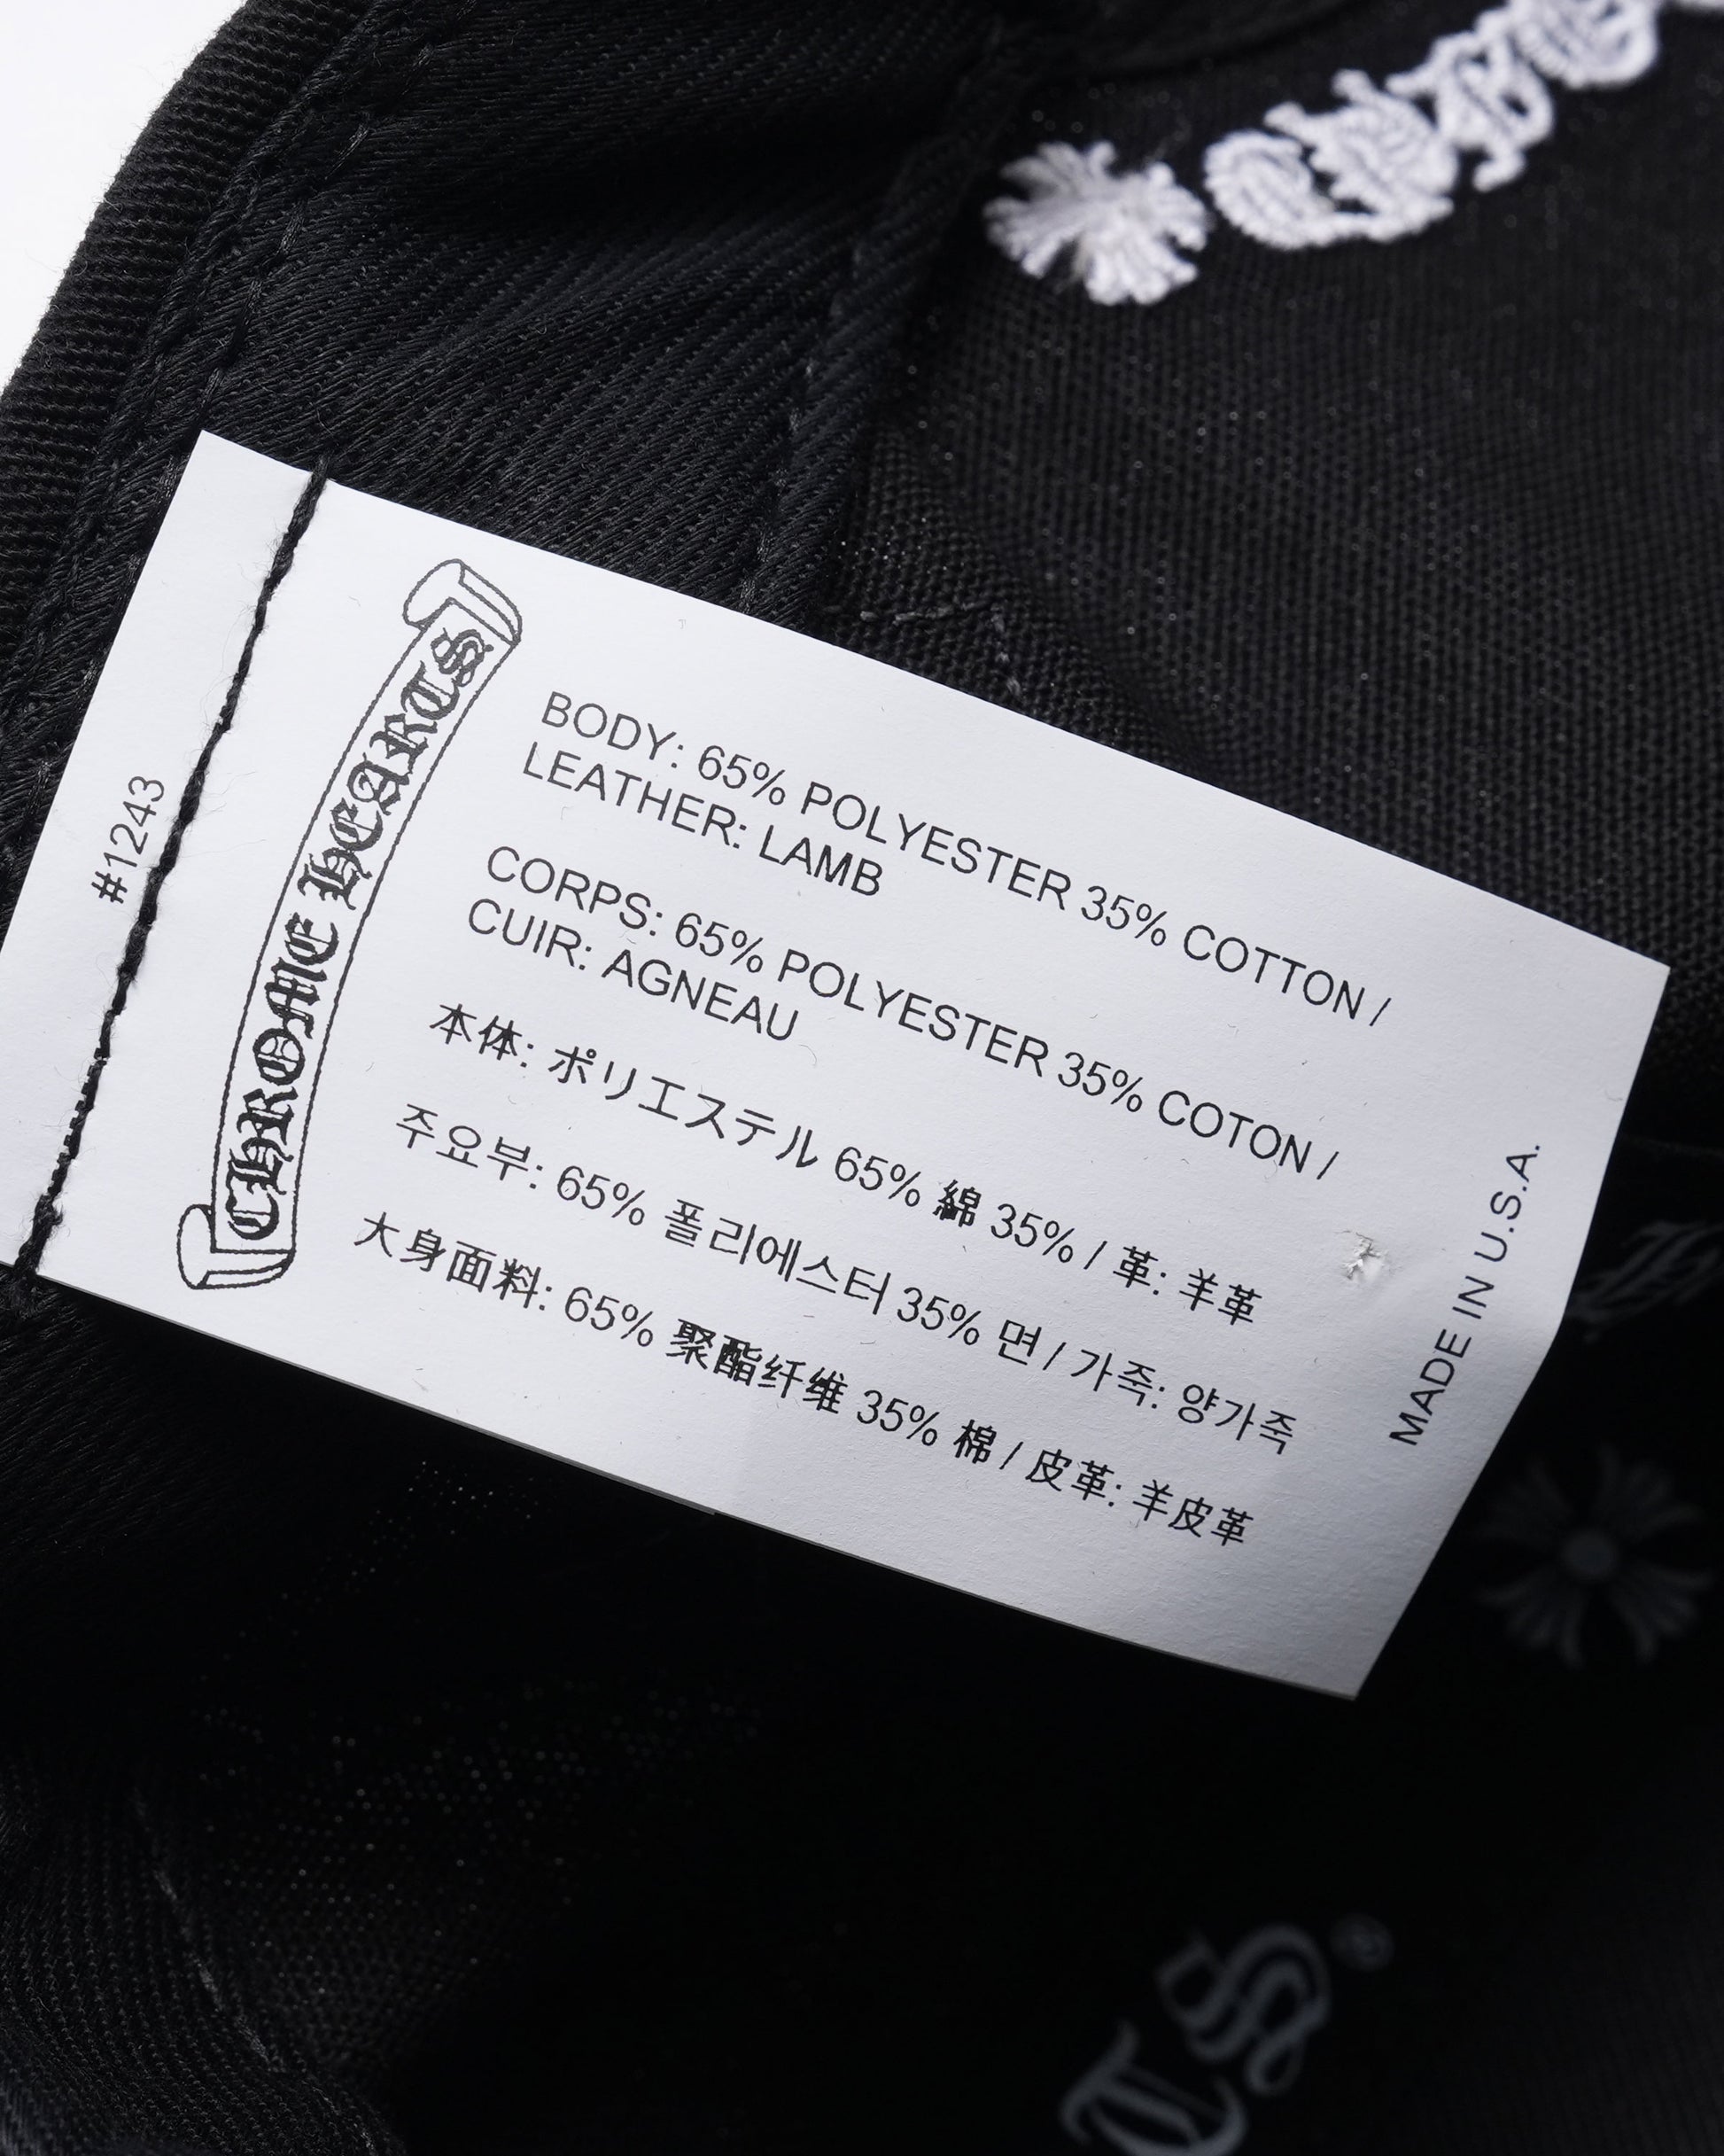 #1243
CHROME HEARTS
BODY: 65% POLYESTER 35% COTTON /
LEATHER: LAMB
CORPS: 65% POLYESTER 35% COTON /
CUIR: AGNEAU
本体: ポリエステル 65% 綿 35% / 革: 羊革
주요부: 65% 폴리에스터 35% 면 / 가죽: 양가죽
大身面料: 65% 聚酯纤维 35% 棉 / 皮革: 羊皮革
MADE IN U.S.A.
TS®